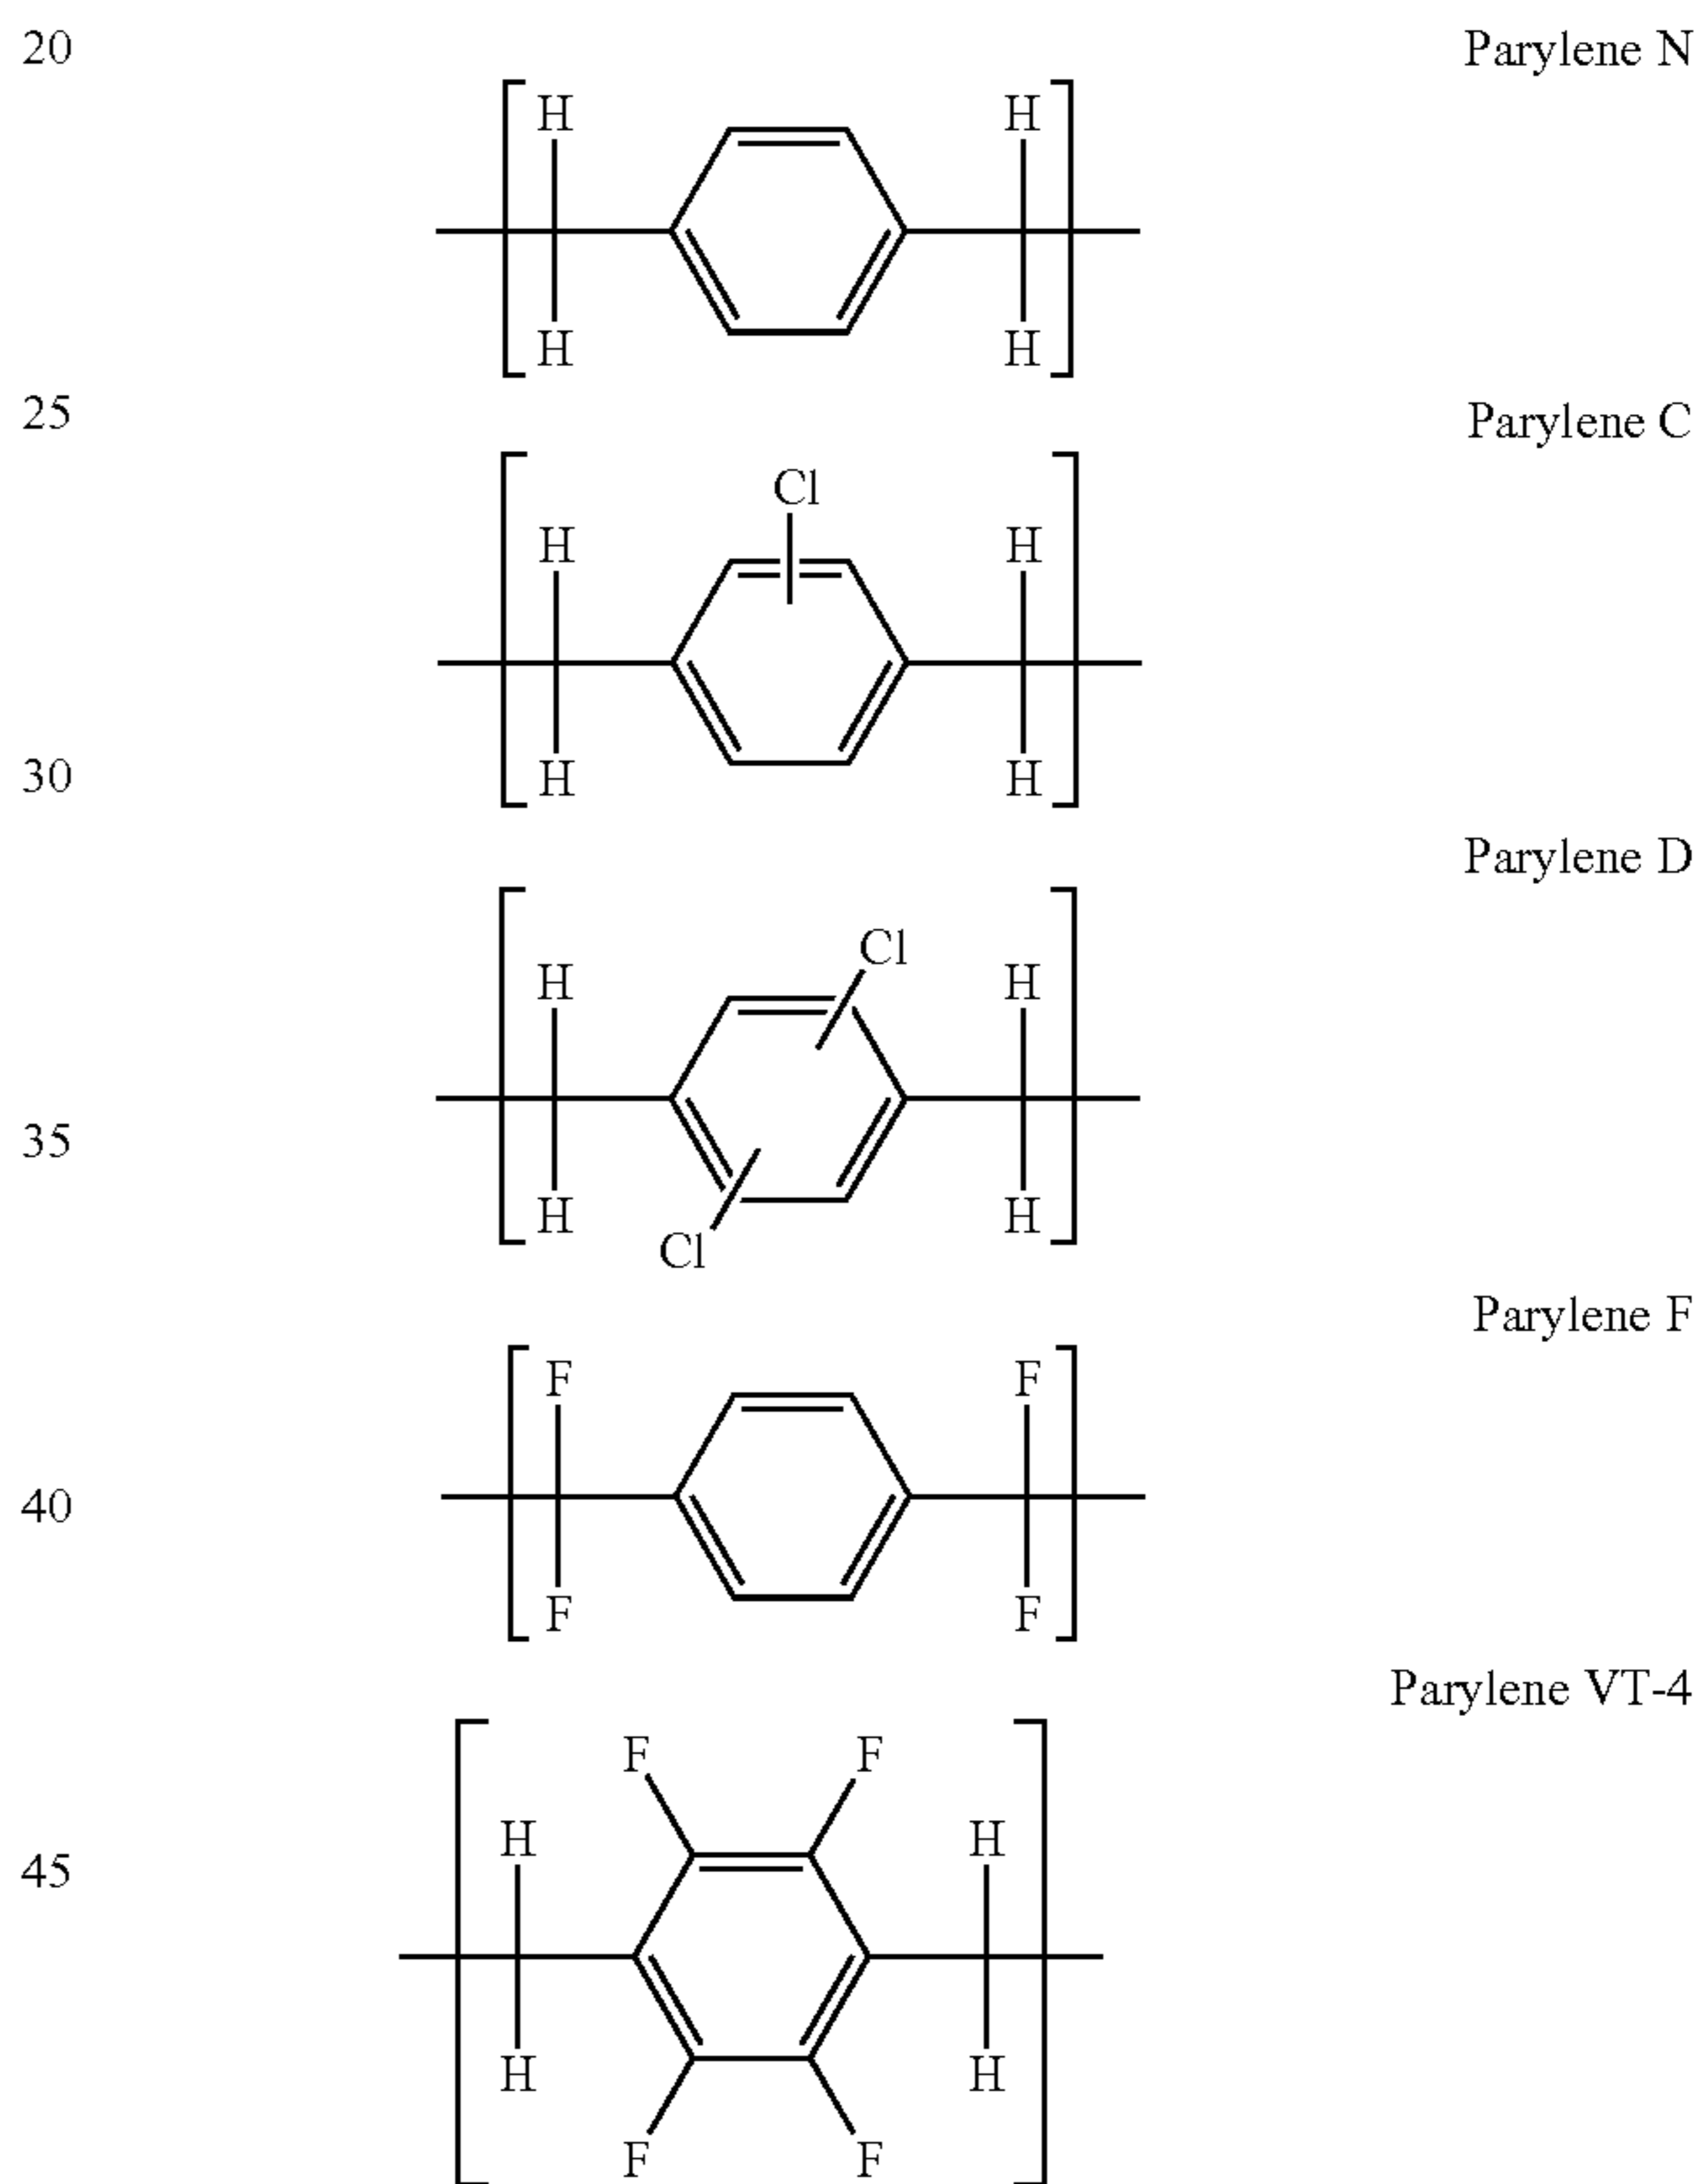 20 Parylene N
H H
H H
25 Parylene C
Cl
H H
30 H H
Parylene D
Cl
H H
35
H H
Cl
Parylene F
F F
40
F F
Parylene VT-4
F F
H H
45
H H
F F